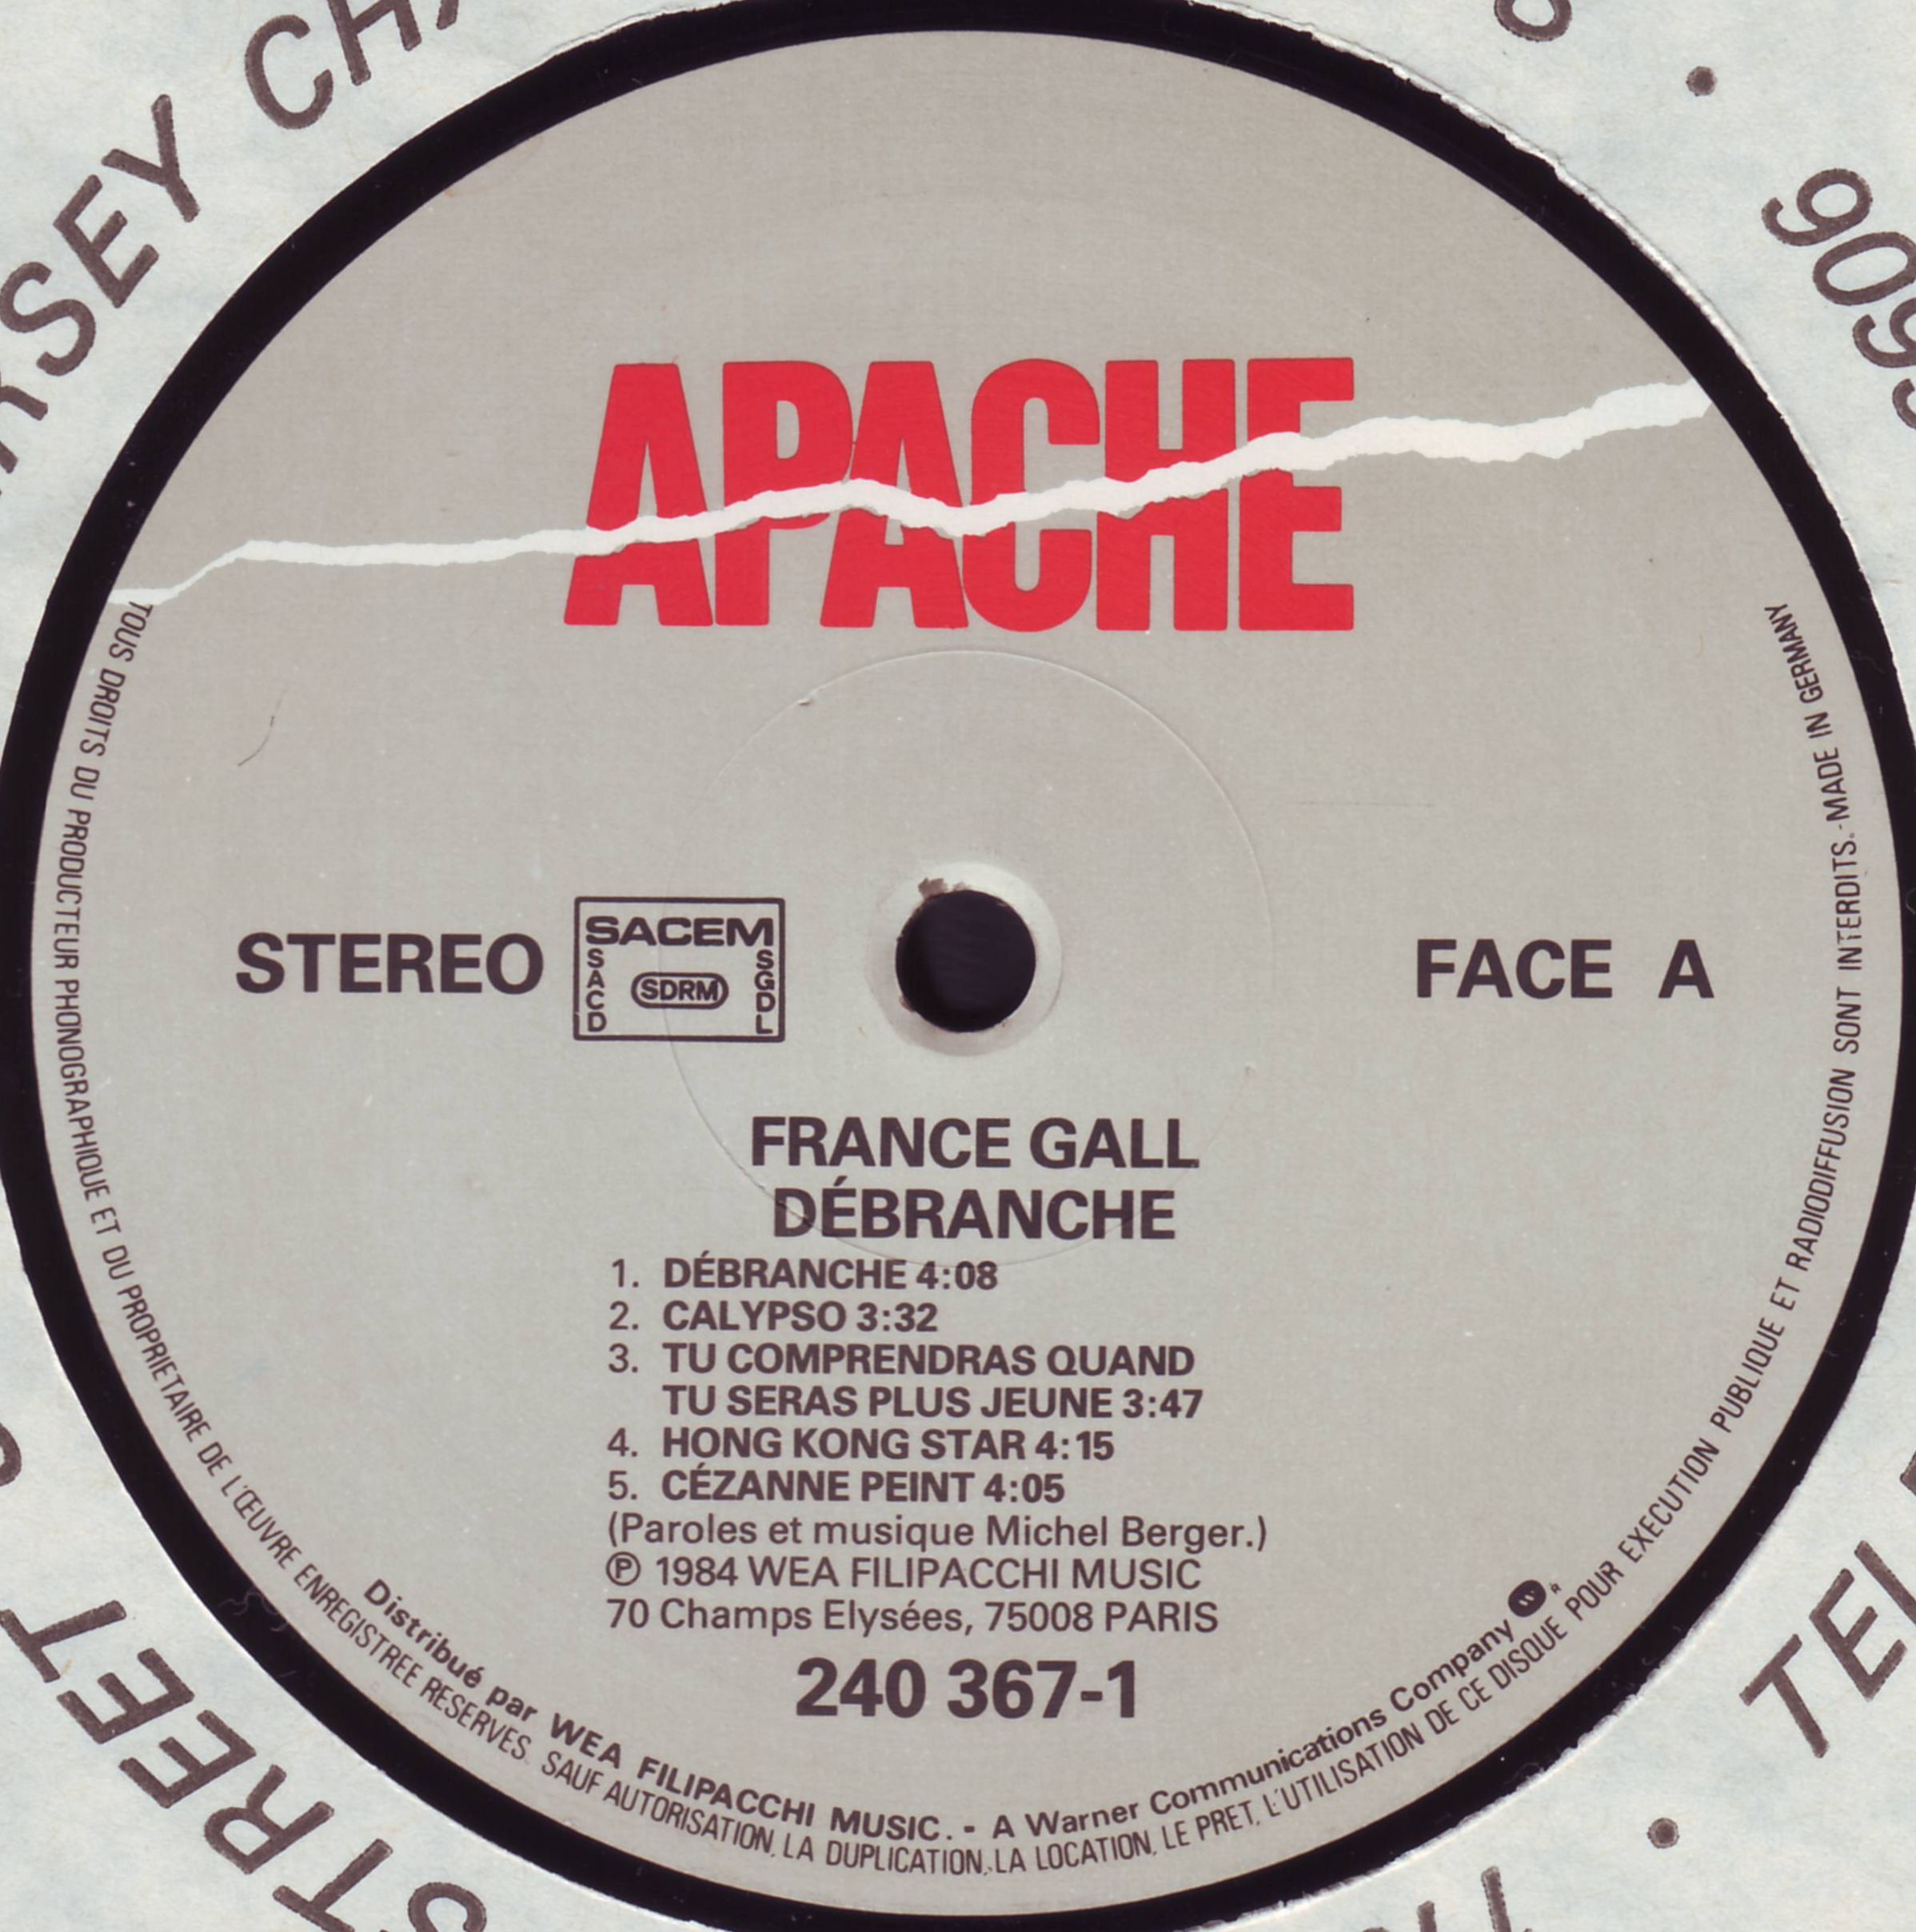 APACHE
STEREO
SACEM
SACD
SDRM
SGDL
FACE A
FRANCE GALL
DÉBRANCHE
1. DÉBRANCHE 4:08
2. CALYPSO 3:32
3. TU COMPRENDRAS QUAND
TU SERAS PLUS JEUNE 3:47
4. HONG KONG STAR 4:15
5. CÉZANNE PEINT 4:05
(Paroles et musique Michel Berger.)
℗ 1984 WEA FILIPACCHI MUSIC
70 Champs Elysées, 75008 PARIS
240 367-1
Distribué par WEA FILIPACCHI MUSIC. - A Warner Communications Company
TOUS DROITS DU PRODUCTEUR PHONOGRAPHIQUE ET DU PROPRIETAIRE DE L'ŒUVRE ENREGISTREE RESERVES. SAUF AUTORISATION, LA DUPLICATION, LA LOCATION, LE PRET, L'UTILISATION DE CE DISQUE POUR EXECUTION PUBLIQUE ET RADIODIFFUSION SONT INTERDITS.-MADE IN GERMANY
STREET